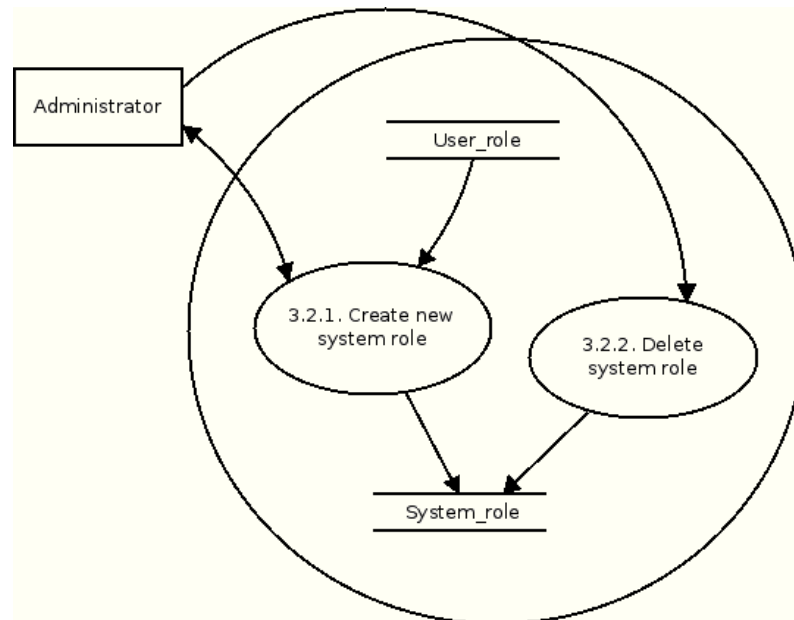 Administrator
User_role
3.2.1. Create new
system role
3.2.2. Delete
system role
System_role